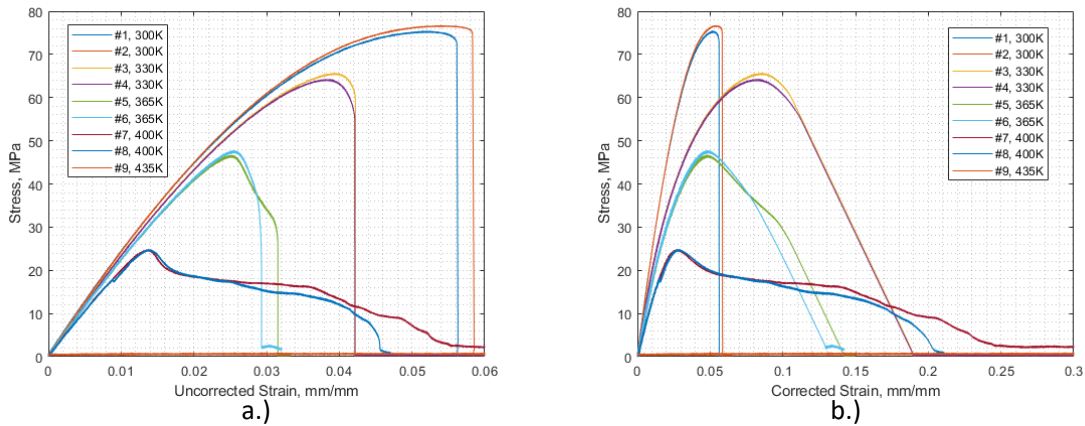 80
70
60
50
40
30
20
10
0
Stress, MPa
#1, 300K
#2, 300K
#3, 330K
#4, 330K
#5, 365K
#6, 365K
#7, 400K
#8, 400K
#9, 435K
0 0.01 0.02 0.03 0.04 0.05 0.06
Uncorrected Strain, mm/mm
a.)
80
70
60
50
40
30
20
10
0
Stress, MPa
#1, 300K
#2, 300K
#3, 330K
#4, 330K
#5, 365K
#6, 365K
#7, 400K
#8, 400K
#9, 435K
0 0.05 0.1 0.15 0.2 0.25 0.3
Corrected Strain, mm/mm
b.)